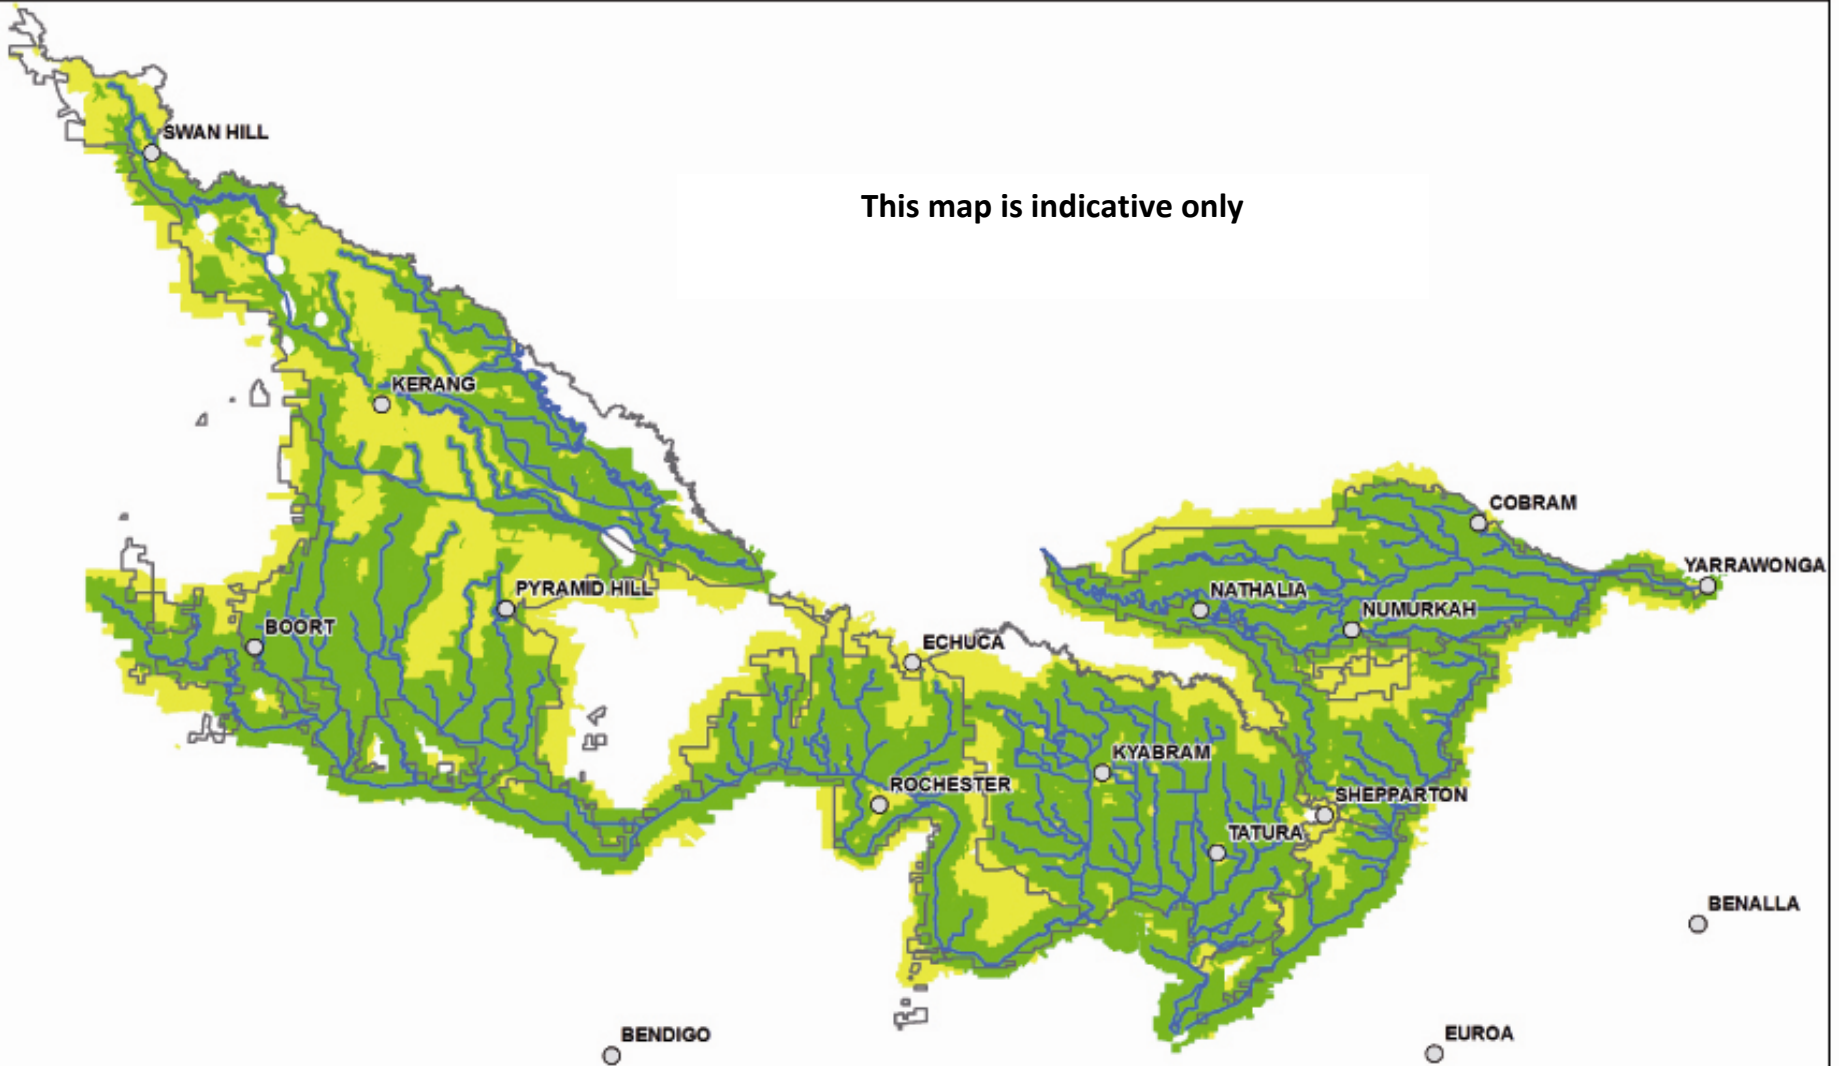 SWAN HILL
This map is indicative only
KERANG
COBRAM
YARRAWONGA
PYRAMID HILL
NATHALIA
NUMURKAH
BOORT
ECHUCA
KYABRAM
ROCHESTER
SHEPPARTON
TATURA
BENALLA
BENDIGO
EUROA